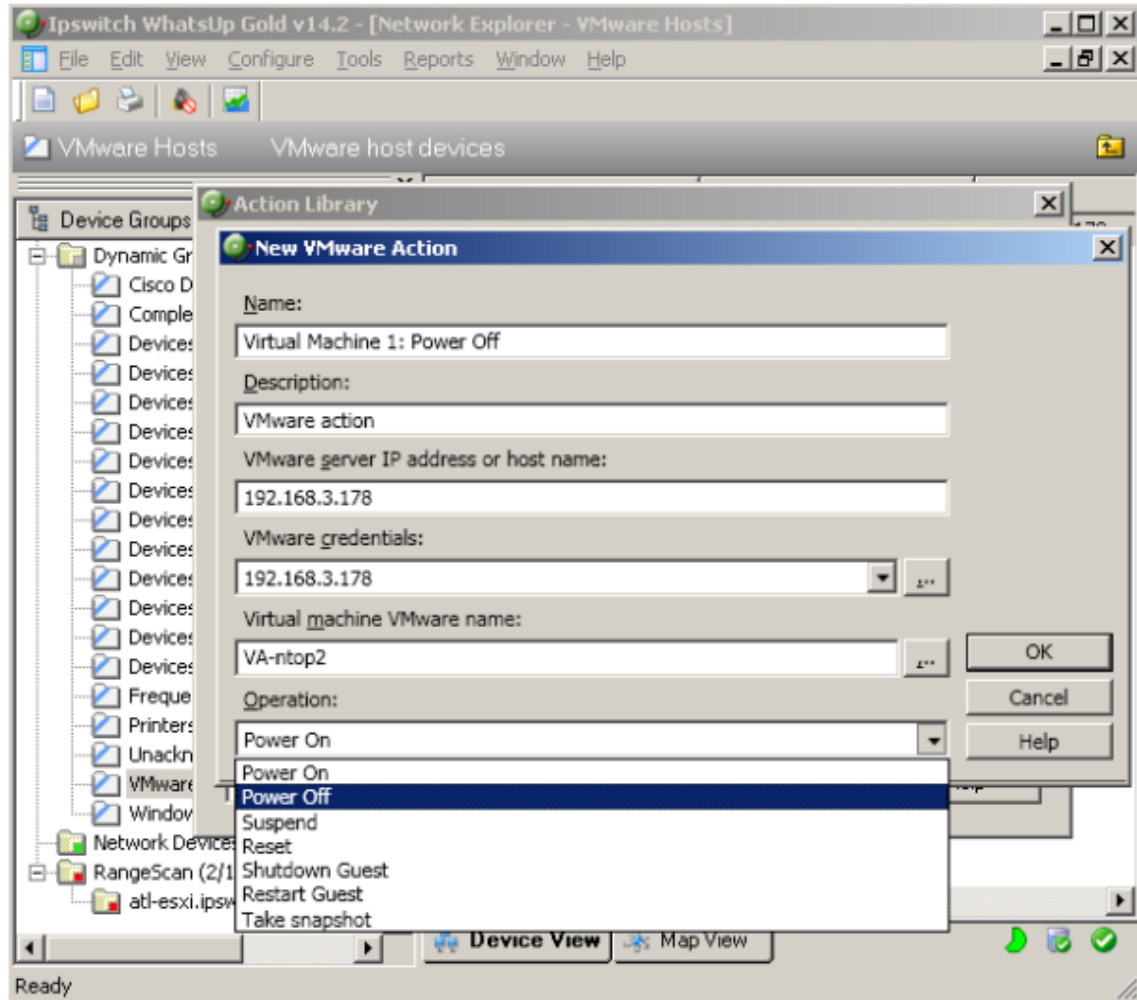 Ipswitch WhatsUp Gold v14.2 - [Network Explorer - VMware Hosts]
File Edit View Configure Tools Reports Window Help
VMware Hosts VMware host devices
Action Library
Device Groups
New VMware Action
Dynamic Gr
Cisco D
Comple
Devices
Devices
Devices
Devices
Devices
Devices
Devices
Devices
Devices
Devices
Devices
Devices
Freque
Printers
Unackn
VMware
Window
Network Devices
RangeScan (2/1
atl-esxi.ipsw
Name:
Virtual Machine 1: Power Off
Description:
VMware action
VMware server IP address or host name:
192.168.3.178
VMware credentials:
192.168.3.178
...
Virtual machine VMware name:
VA-ntop2
...
Operation:
Power On
OK
Cancel
Help
Power On
Power Off
Suspend
Reset
Shutdown Guest
Restart Guest
Take snapshot
Device View Map View
Ready